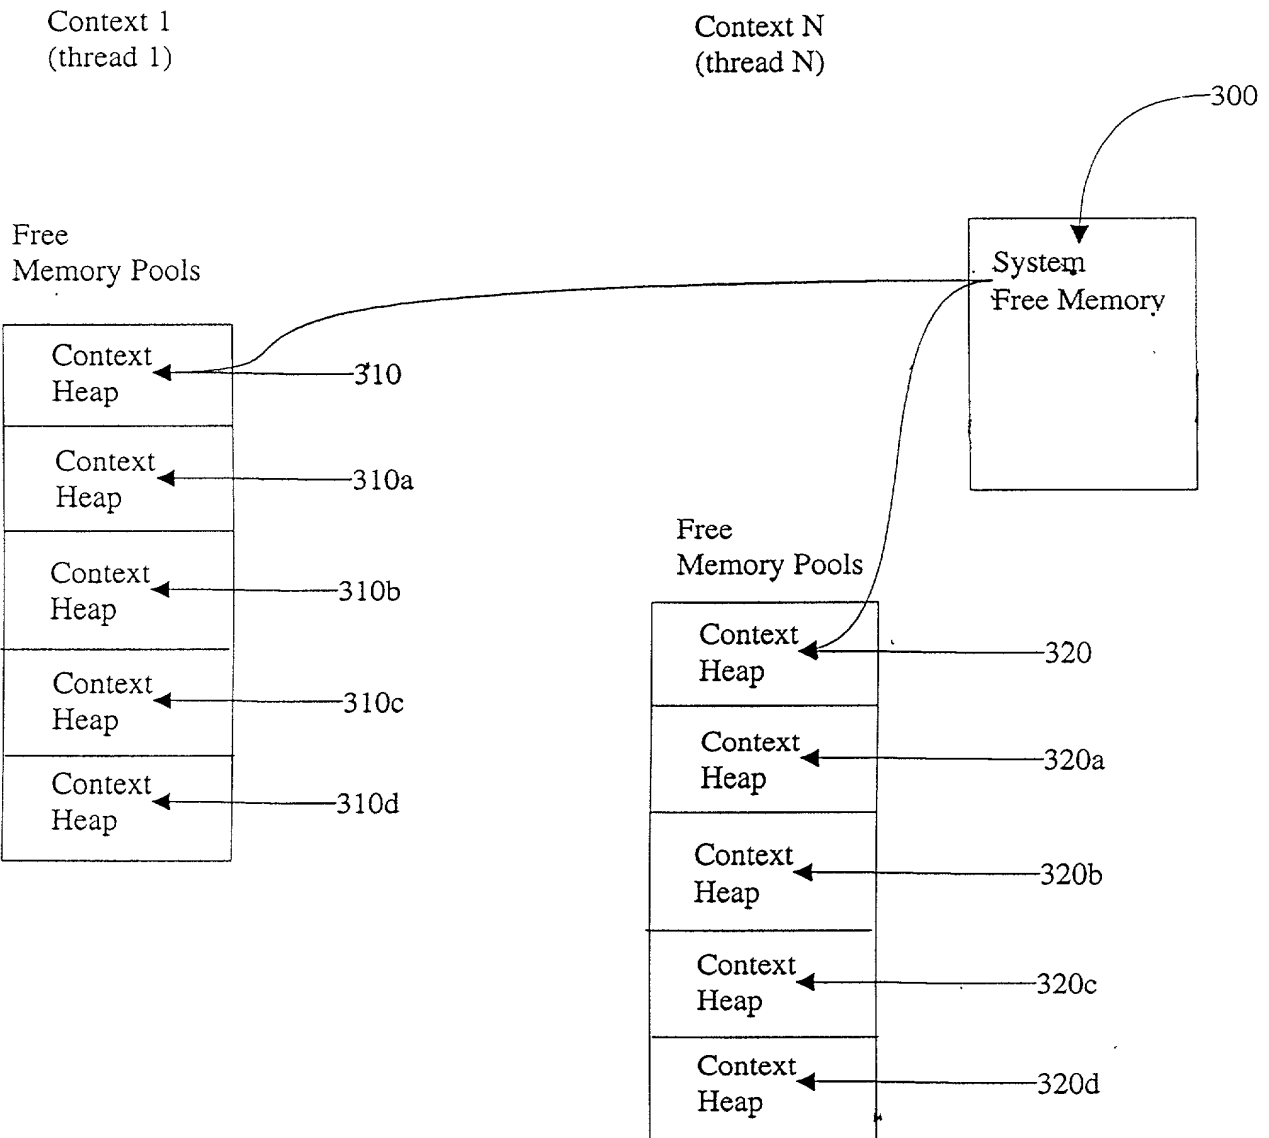 Context 1
(thread 1)
Context N
(thread N)
300
Free
Memory Pools
System
Free Memory
Context
Heap
310
Context
Heap
310a
Context
Heap
310b
Context
Heap
310c
Context
Heap
310d
Free
Memory Pools
Context
Heap
320
Context
Heap
320a
Context
Heap
320b
Context
Heap
320c
Context
Heap
320d